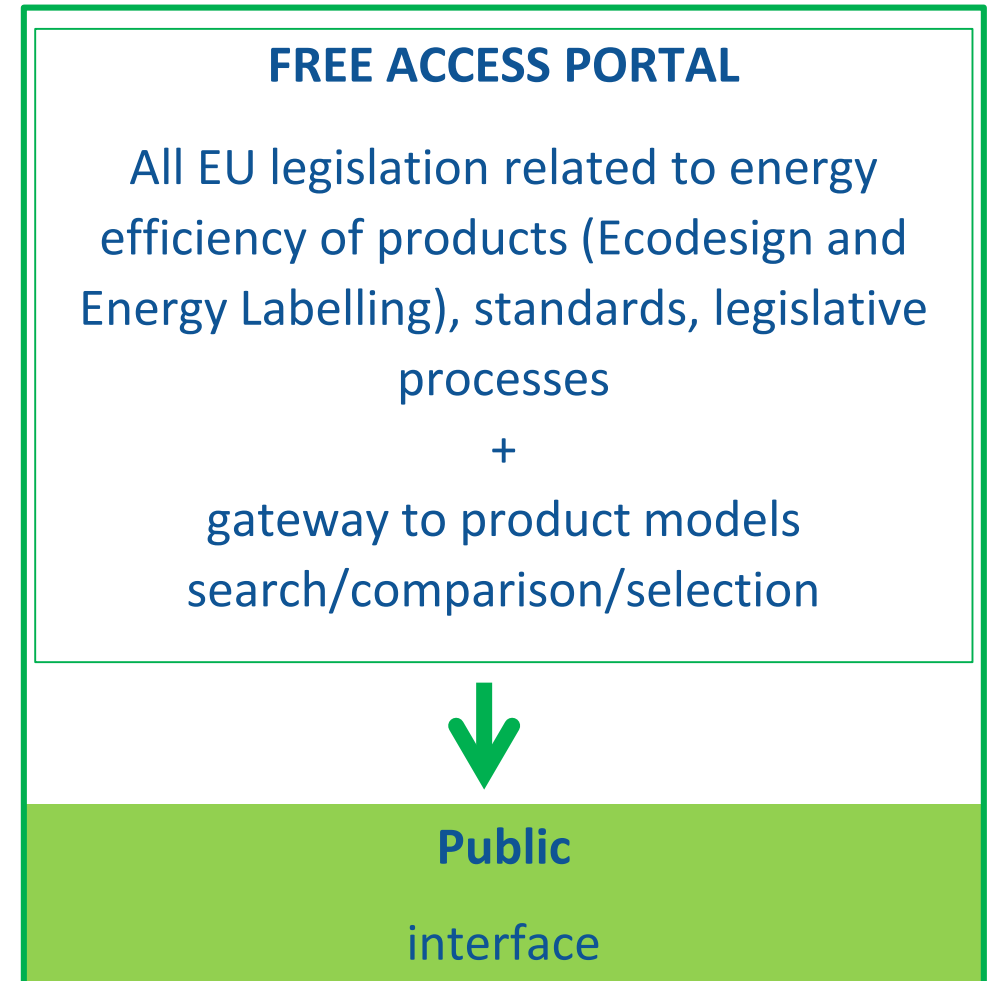 FREE ACCESS PORTAL
All EU legislation related to energy
efficiency of products (Ecodesign and
Energy Labelling), standards, legislative
processes
+
gateway to product models
search/comparison/selection
Public
interface